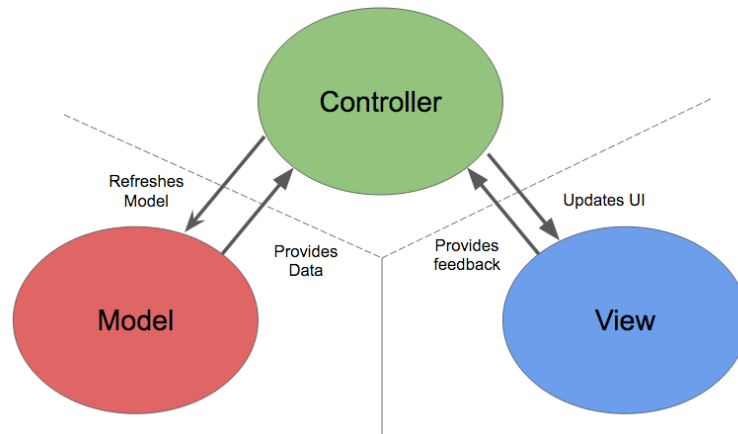 Controller
Refreshes
Model
Updates UI
Provides
Data
Provides
feedback
Model
View